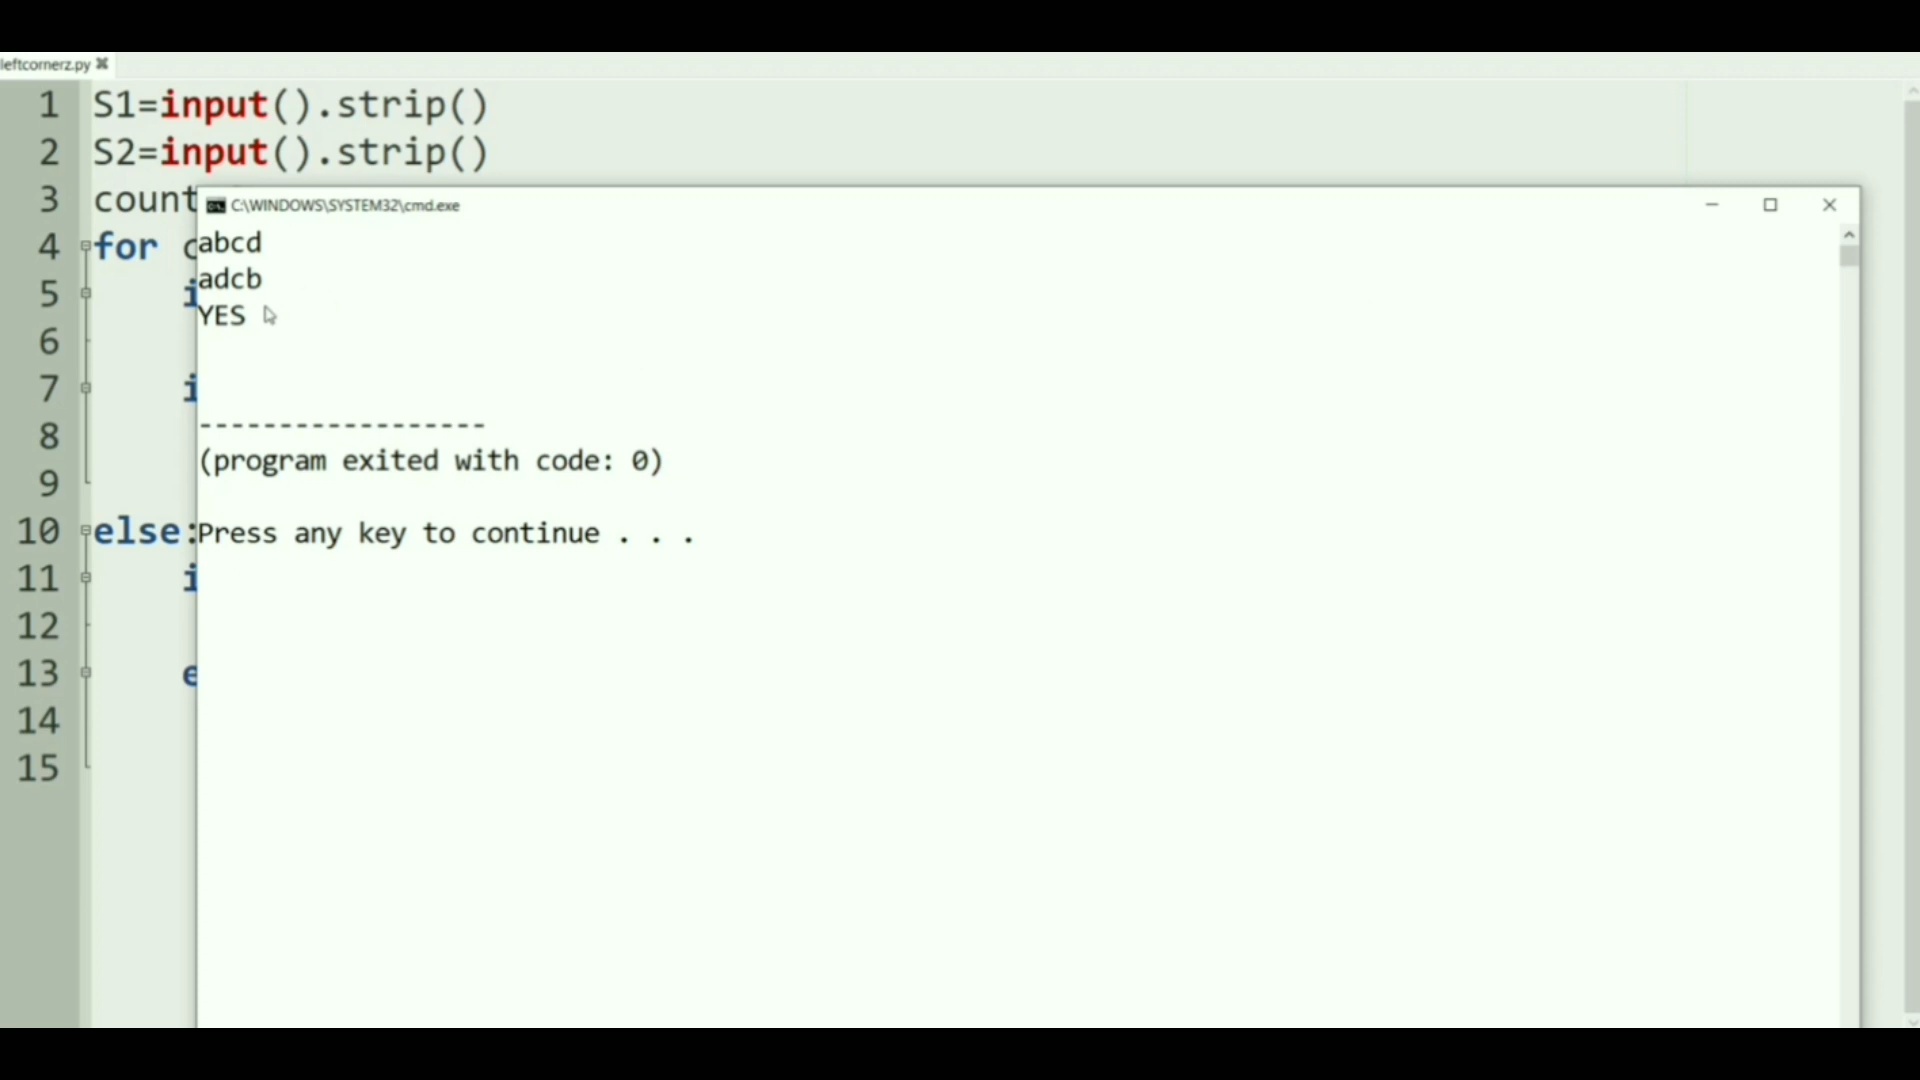 leftcornerz.py
1 S1=input().strip()
2 S2=input().strip()
3 count
4 for c
5 i
6
7 i
8
9
10 else:
11 i
12
13 e
14
15
C:\WINDOWS\SYSTEM32\cmd.exe
abcd
adcb
YES
------------------
(program exited with code: 0)
Press any key to continue . . .